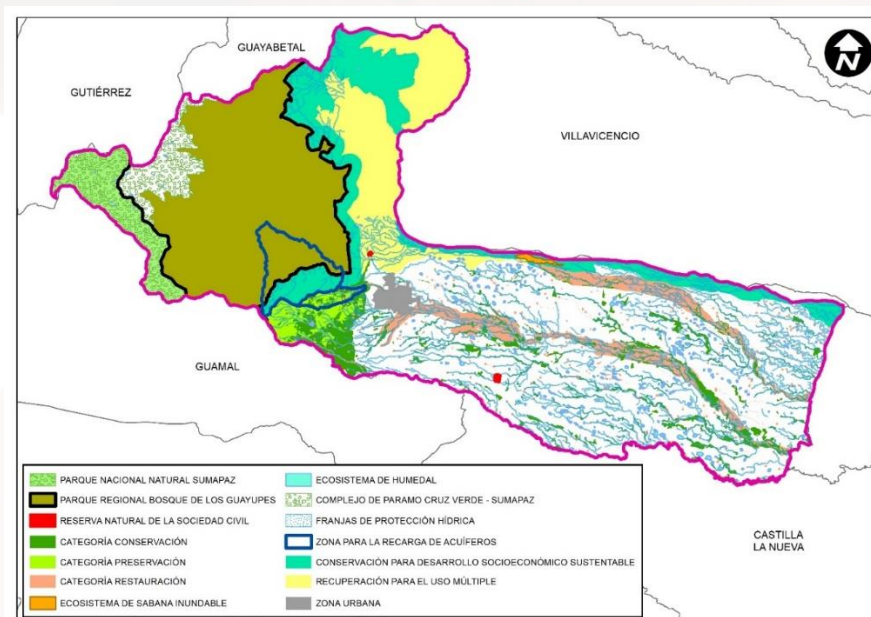 GUAYABETAL
N
GUTIÉRREZ
VILLAVICENCIO
GUAMAL
CASTILLA
LA NUEVA
PARQUE NACIONAL NATURAL SUMAPAZ
PARQUE REGIONAL BOSQUE DE LOS GUAYUPES
RESERVA NATURAL DE LA SOCIEDAD CIVIL
CATEGORÍA CONSERVACIÓN
CATEGORÍA PRESERVACIÓN
CATEGORÍA RESTAURACIÓN
ECOSISTEMA DE SABANA INUNDABLE
ECOSISTEMA DE HUMEDAL
COMPLEJO DE PARAMO CRUZ VERDE - SUMAPAZ
FRANJAS DE PROTECCIÓN HÍDRICA
ZONA PARA LA RECARGA DE ACUÍFEROS
CONSERVACIÓN PARA DESARROLLO SOCIOECONÓMICO SUSTENTABLE
RECUPERACIÓN PARA EL USO MÚLTIPLE
ZONA URBANA